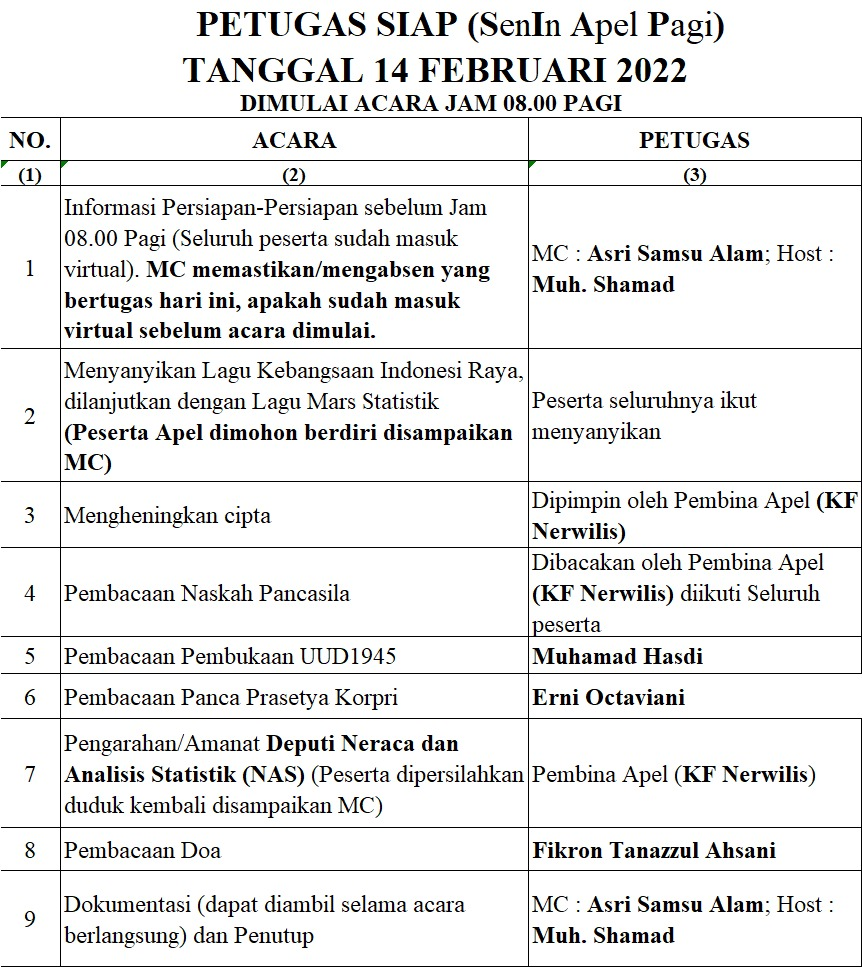 PETUGAS SIAP (SenIn Apel Pagi)
TANGGAL 14 FEBRUARI 2022
DIMULAI ACARA JAM 08.00 PAGI
NO. ACARA PETUGAS
(1) (2) (3)
1
Informasi Persiapan-Persiapan sebelum Jam
08.00 Pagi (Seluruh peserta sudah masuk
virtual). MC memastikan/mengabsen yang
bertugas hari ini, apakah sudah masuk
virtual sebelum acara dimulai.
MC : Asri Samsu Alam; Host :
Muh. Shamad
2
Menyanyikan Lagu Kebangsaan Indonesi Raya,
dilanjutkan dengan Lagu Mars Statistik
(Peserta Apel dimohon berdiri disampaikan
MC)
Peserta seluruhnya ikut
menyanyikan
3
Mengheningkan cipta
Dipimpin oleh Pembina Apel (KF
Nerwilis)
4
Pembacaan Naskah Pancasila
Dibacakan oleh Pembina Apel
(KF Nerwilis) diikuti Seluruh
peserta
5
Pembacaan Pembukaan UUD1945
Muhamad Hasdi
6
Pembacaan Panca Prasetya Korpri
Erni Octaviani
7
Pengarahan/Amanat Deputi Neraca dan
Analisis Statistik (NAS) (Peserta dipersilahkan
duduk kembali disampaikan MC)
Pembina Apel (KF Nerwilis)
8
Pembacaan Doa
Fikron Tanazzul Ahsani
9
Dokumentasi (dapat diambil selama acara
berlangsung) dan Penutup
MC : Asri Samsu Alam; Host :
Muh. Shamad